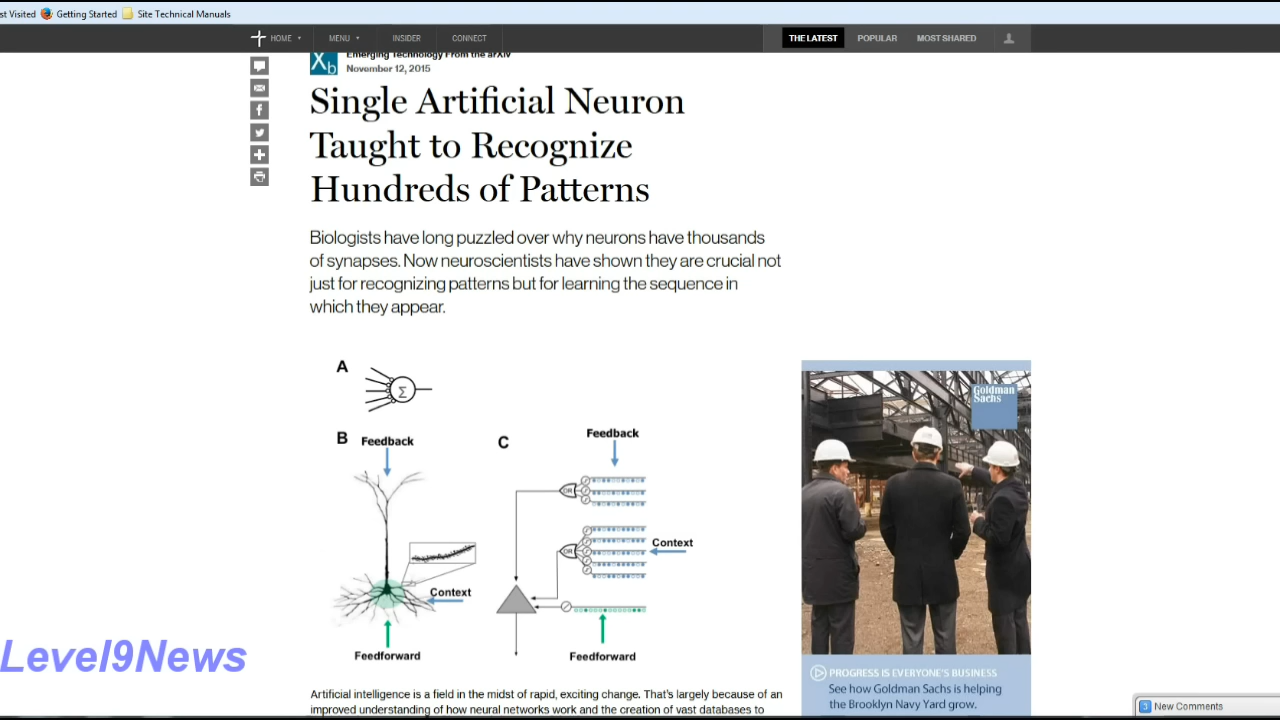 st Visited Getting Started Site Technical Manuals
HOME MENU INSIDER CONNECT THE LATEST POPULAR MOST SHARED
Emerging Technology From the arXiv
Xb
November 12, 2015
Single Artificial Neuron
Taught to Recognize
Hundreds of Patterns
Biologists have long puzzled over why neurons have thousands
of synapses. Now neuroscientists have shown they are crucial not
just for recognizing patterns but for learning the sequence in
which they appear.
A
Σ
B Feedback
C Feedback
OR
OR
Context
Context
Feedforward
Feedforward
Goldman
Sachs
PROGRESS IS EVERYONE'S BUSINESS
See how Goldman Sachs is helping
the Brooklyn Navy Yard grow.
Level9News
Artificial intelligence is a field in the midst of rapid, exciting change. That's largely because of an
improved understanding of how neural networks work and the creation of vast databases to
3 New Comments